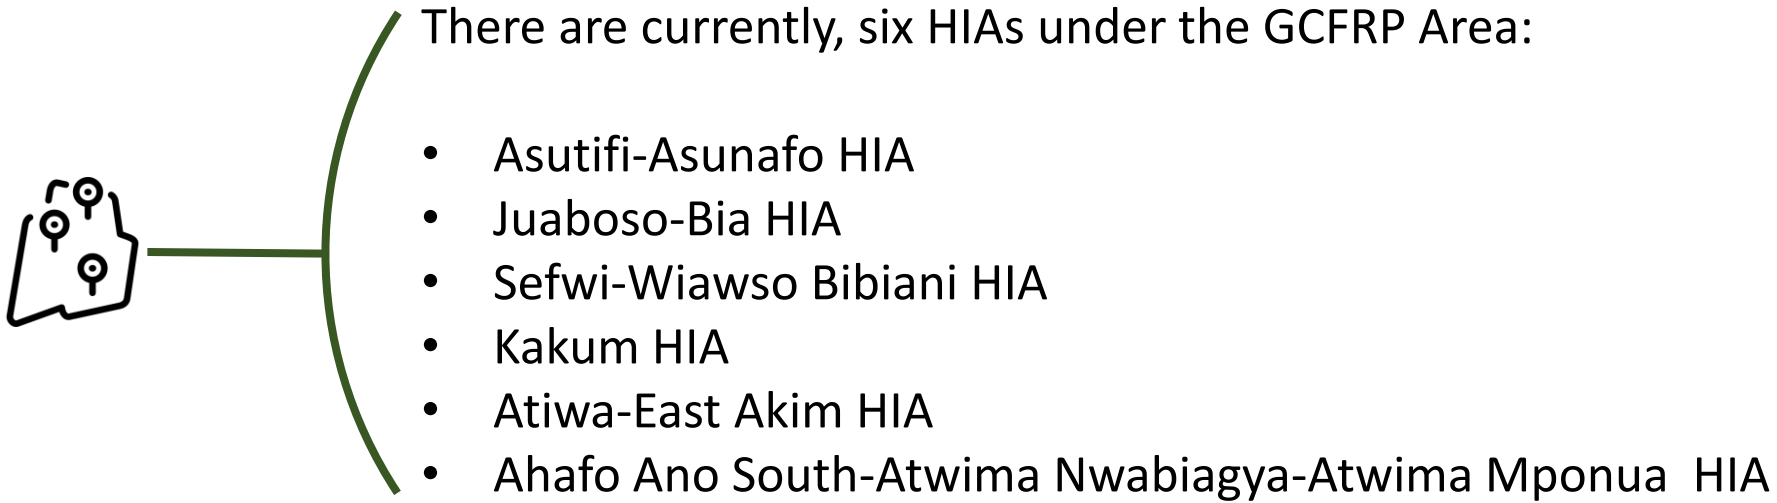 There are currently, six HIAs under the GCFRP Area:
• Asutifi-Asunafo HIA
• Juaboso-Bia HIA
• Sefwi-Wiawso Bibiani HIA
• Kakum HIA
• Atiwa-East Akim HIA
• Ahafo Ano South-Atwima Nwabiagya-Atwima Mponua  HIA